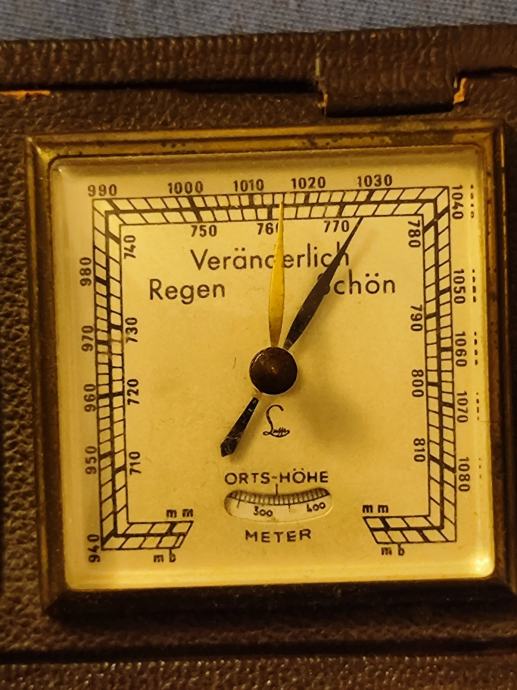 990 1000 1010 1020 1030 1040
740 750 760 770 780
Veränderlich
Regen Schön
980 730 790 1050
970 720 800 1060
960 710 810 1070
950 1080
940
Lufft
ORTS-HÖHE
300 400
METER
mm mm
mb mb